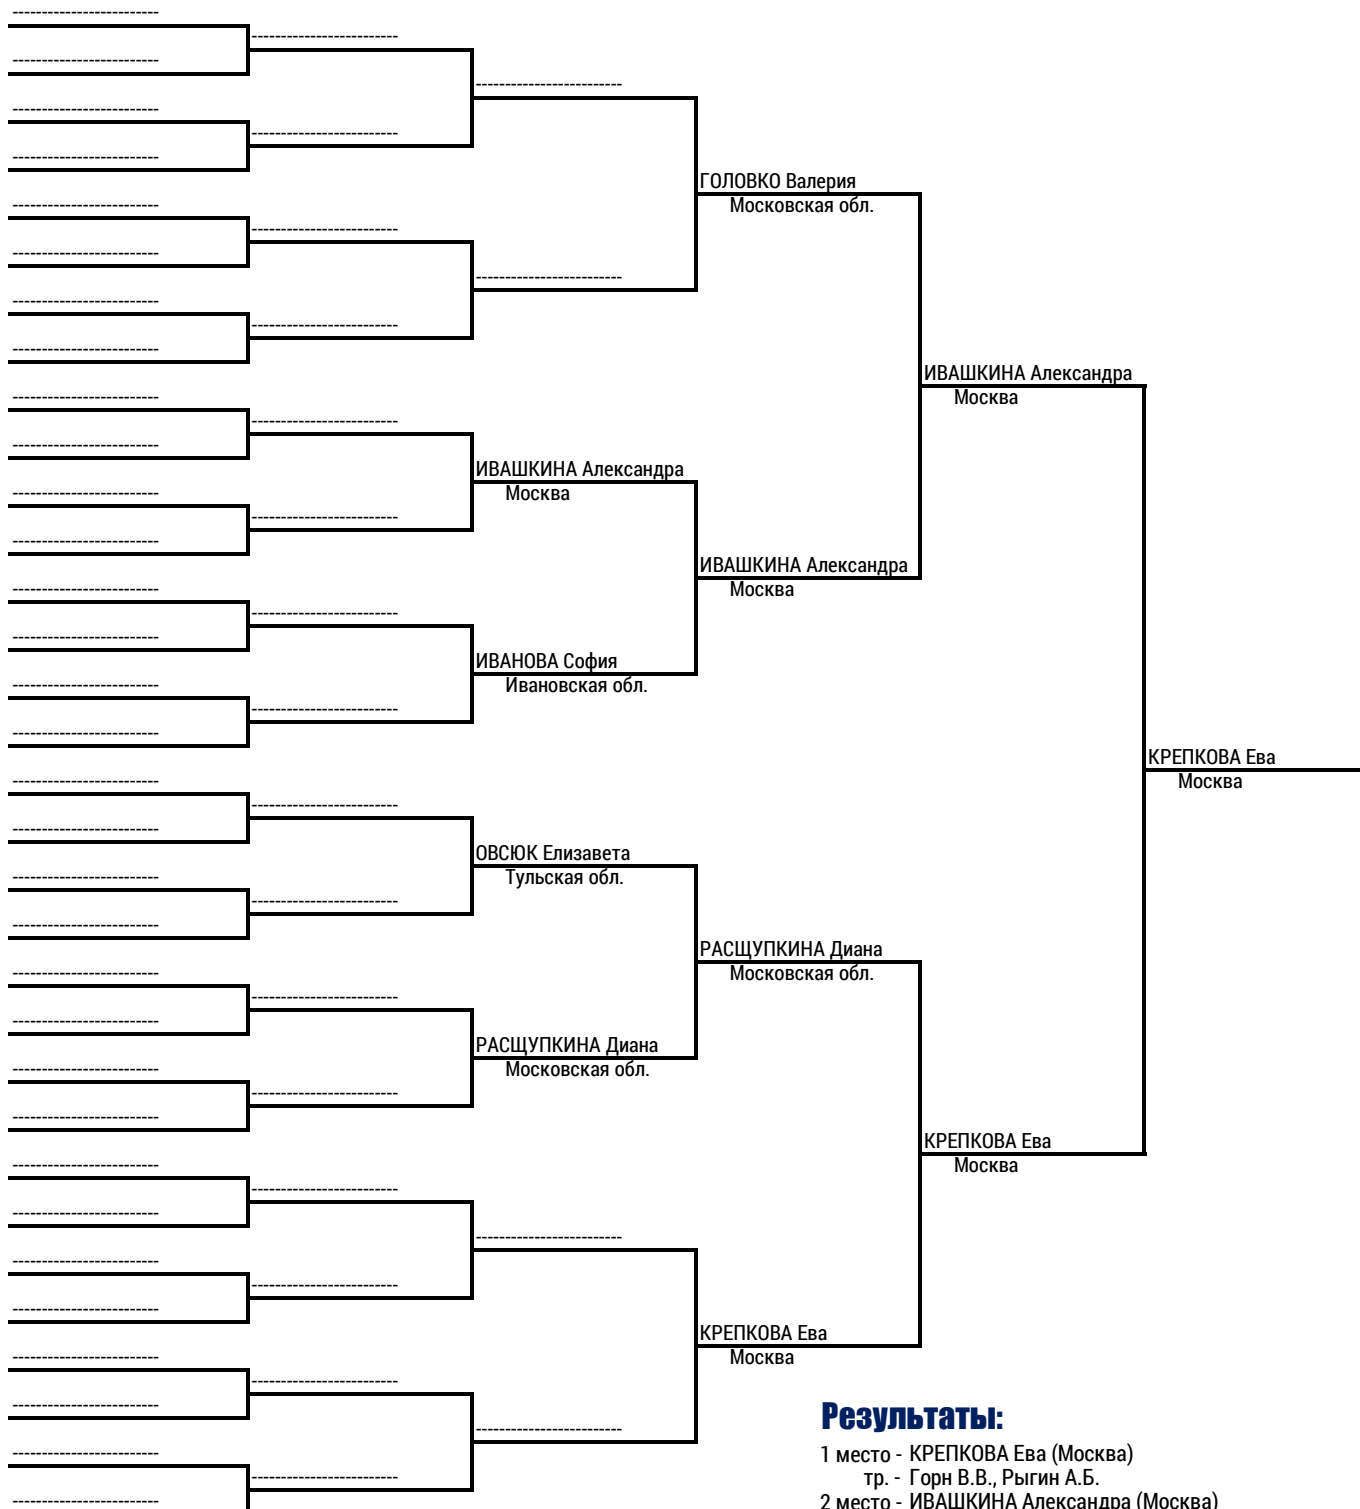 ГОЛОВКО Валерия
Московская обл.
ИВАШКИНА Александра
Москва
ИВАШКИНА Александра
Москва
ИВАШКИНА Александра
Москва
ИВАНОВА София
Ивановская обл.
КРЕПКОВА Ева
Москва
ОВСЮК Елизавета
Тульская обл.
РАСЩУПКИНА Диана
Московская обл.
РАСЩУПКИНА Диана
Московская обл.
КРЕПКОВА Ева
Москва
КРЕПКОВА Ева
Москва
Результаты:
1 место - КРЕПКОВА Ева (Москва)
тр. - Горн В.В., Рыгин А.Б.
2 место - ИВАШКИНА Александра (Москва)